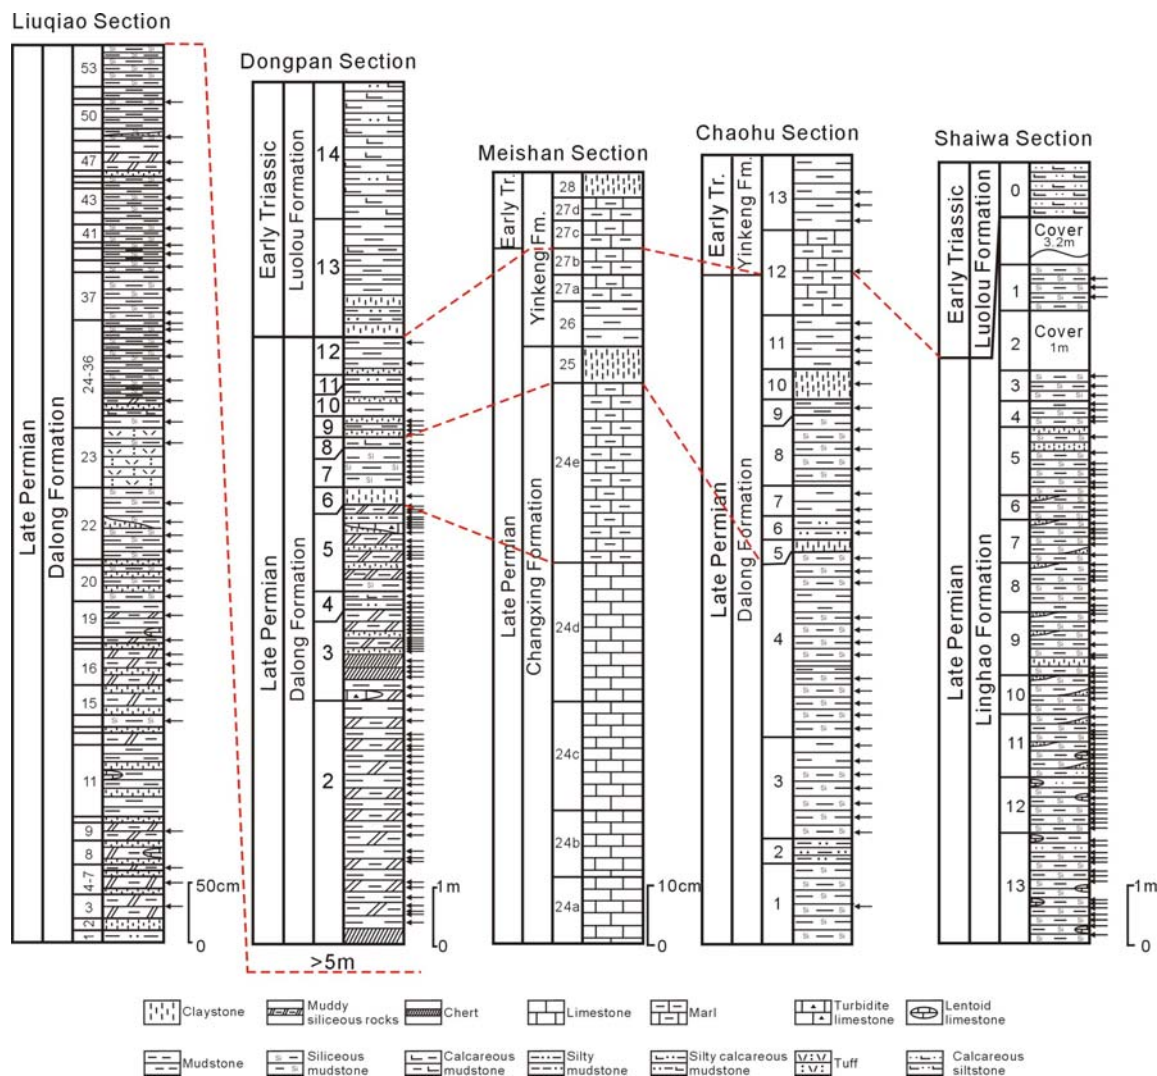 Liuqiao Section
Late Permian
Dalong Formation
53
50
47
43
41
37
24-36
23
22
20
19
16
15
11
9
8
4-7
3
2
1
50cm
0
Dongpan Section
Early Triassic
Luolou Formation
Late Permian
Dalong Formation
14
13
12
11
10
9
8
7
6
5
4
3
2
1m
0
>5m
Meishan Section
Early Tr.
Yinkeng Fm.
Late Permian
Changxing Formation
28
27d
27c
27b
27a
26
25
24e
24d
24c
24b
24a
10cm
0
Chaohu Section
Early Tr.
Yinkeng Fm.
Late Permian
Dalong Formation
13
12
11
10
9
8
7
6
5
4
3
2
1
1m
0
Shaiwa Section
Early Triassic
Luolou Formation
Late Permian
Linghao Formation
0
Cover
3.2m
1
2
Cover
1m
3
4
5
6
7
8
9
10
11
12
13
1m
0
Claystone
Muddy
siliceous rocks
Chert
Limestone
Marl
Turbidite
limestone
Lentoid
limestone
Mudstone
Siliceous
mudstone
Calcareous
mudstone
Silty
mudstone
Silty calcareous
mudstone
Tuff
Calcareous
siltstone